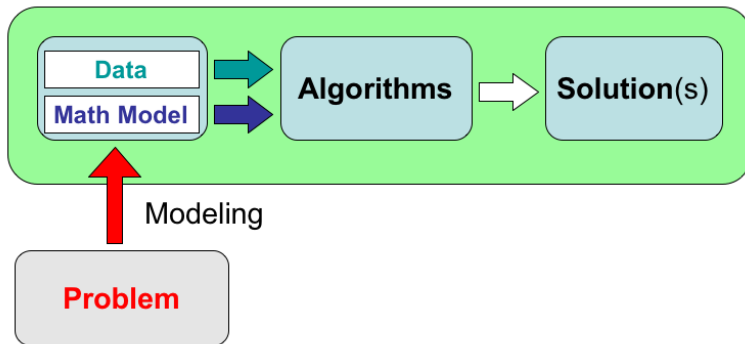 Data
Math Model
Algorithms
Solution(s)
Modeling
Problem